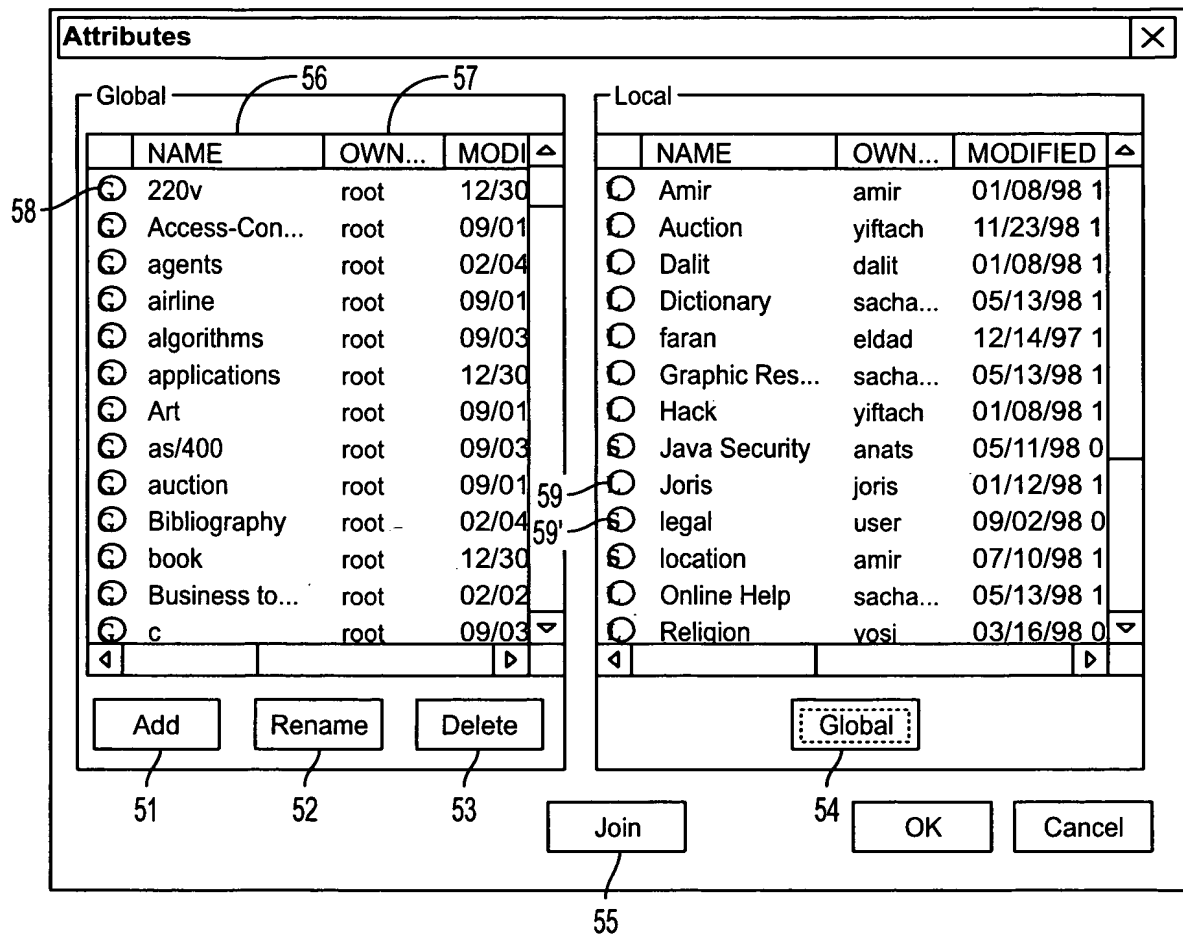 Attributes
56 57
Global
NAME OWN... MODI
58
G 220v root 12/30
G Access-Con... root 09/01
G agents root 02/04
G airline root 09/01
G algorithms root 09/03
G applications root 12/30
G Art root 09/01
G as/400 root 09/03
G auction root 09/01
G Bibliography root 02/04
G book root 12/30
G Business to... root 02/02
G c root 09/03
Add Rename Delete
51 52 53
Local
NAME OWN... MODIFIED
L Amir amir 01/08/98 1
L Auction yiftach 11/23/98 1
L Dalit dalit 01/08/98 1
L Dictionary sacha... 05/13/98 1
L faran eldad 12/14/97 1
L Graphic Res... sacha... 05/13/98 1
L Hack yiftach 01/08/98 1
S Java Security anats 05/11/98 0
59 L Joris joris 01/12/98 1
59' S legal user 09/02/98 0
S location amir 07/10/98 1
L Online Help sacha... 05/13/98 1
L Religion yosi 03/16/98 0
Global
54
Join OK Cancel
55